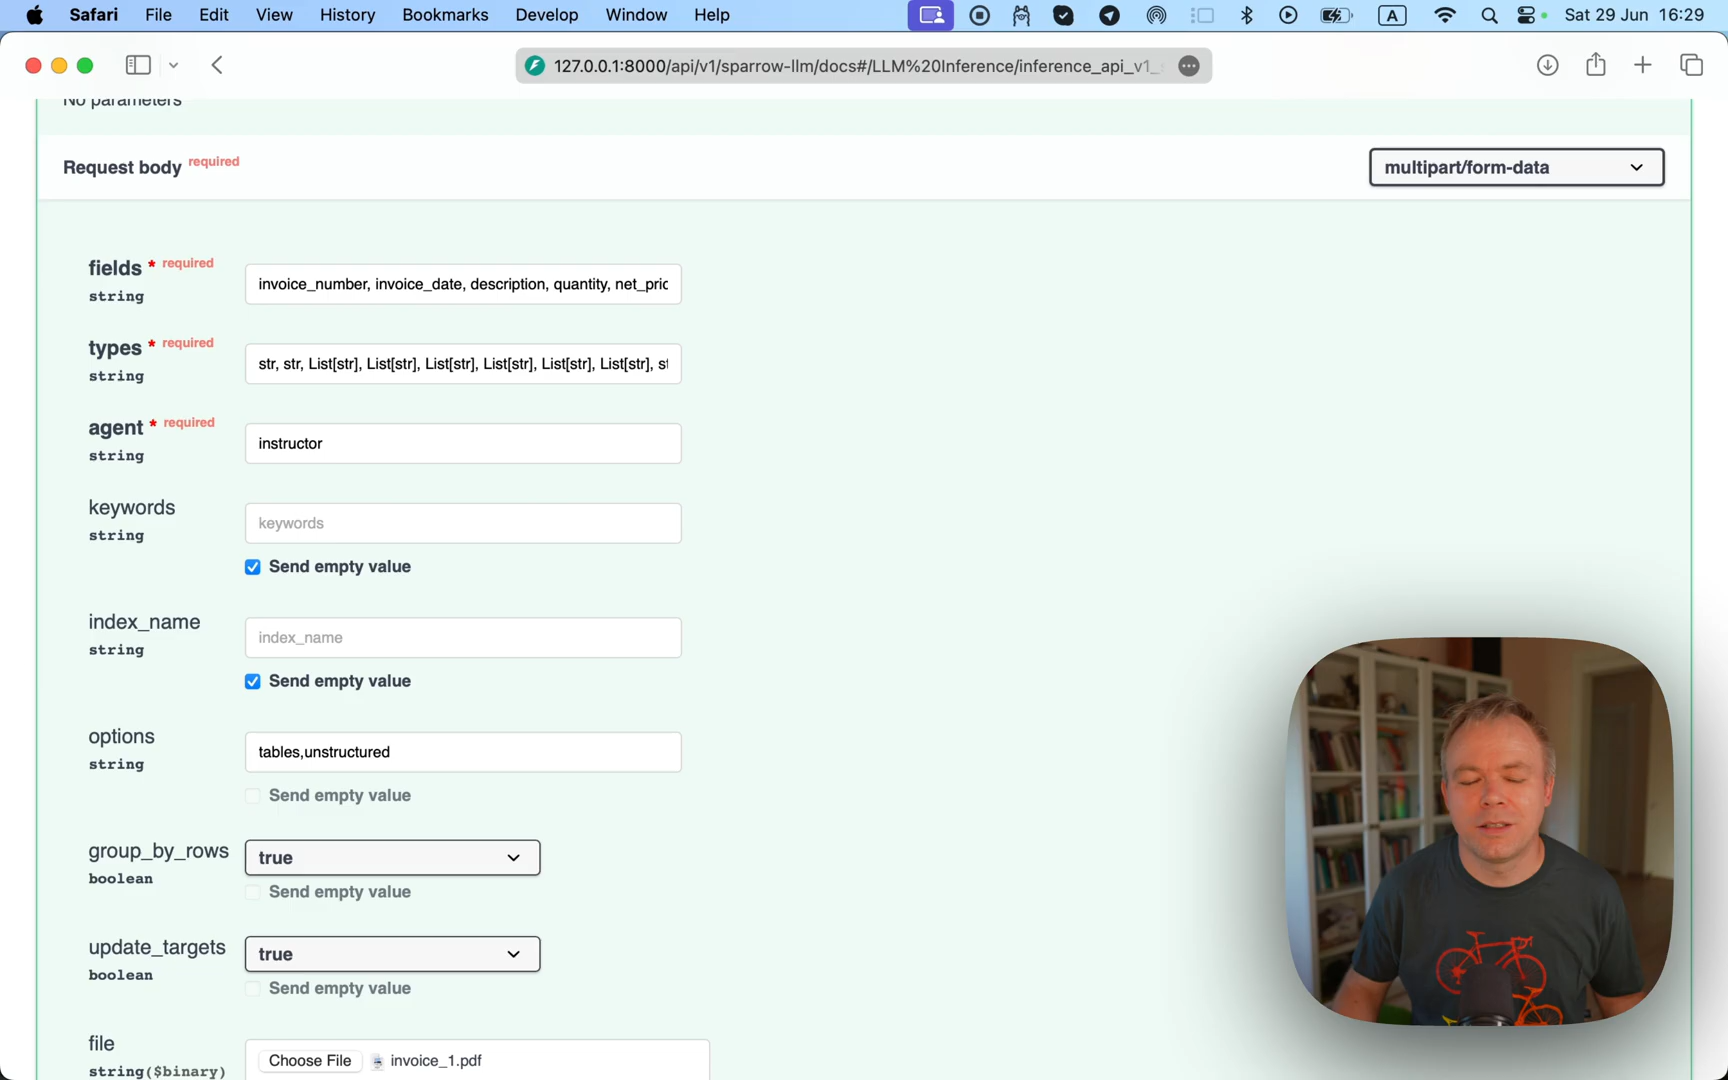 Safari File Edit View History Bookmarks Develop Window Help A Sat 29 Jun 16:29
127.0.0.1:8000/api/v1/sparrow-llm/docs#/LLM%20Inference/inference_api_v1_
No parameters
Request body required
multipart/form-data
fields * required
string
invoice_number, invoice_date, description, quantity, net_pric
types * required
string
str, str, List[str], List[str], List[str], List[str], List[str], List[str], st
agent * required
string
instructor
keywords
string
keywords
Send empty value
index_name
string
index_name
Send empty value
options
string
tables,unstructured
Send empty value
group_by_rows
boolean
true
Send empty value
update_targets
boolean
true
Send empty value
file
string($binary)
Choose File invoice_1.pdf